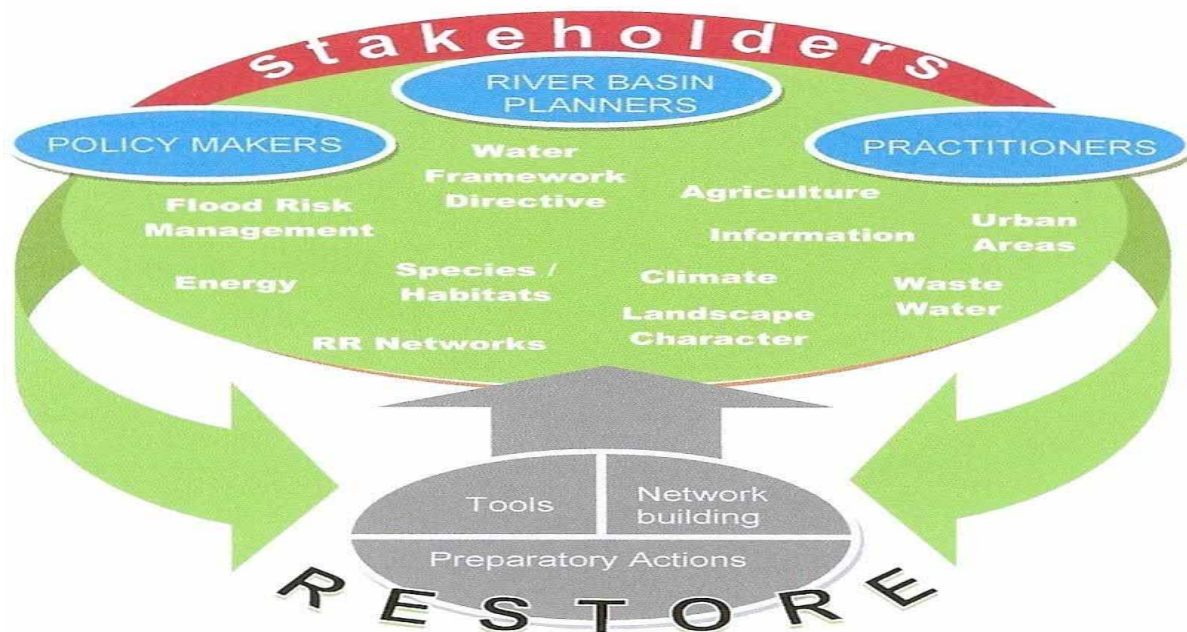 stakeholders
RIVER BASIN
PLANNERS
POLICY MAKERS
PRACTITIONERS
Water
Framework
Directive
Flood Risk
Management
Agriculture
Information
Urban
Areas
Energy
Species /
Habitats
Climate
Waste
Water
Landscape
Character
RR Networks
Tools
Network
building
Preparatory Actions
RESTORE